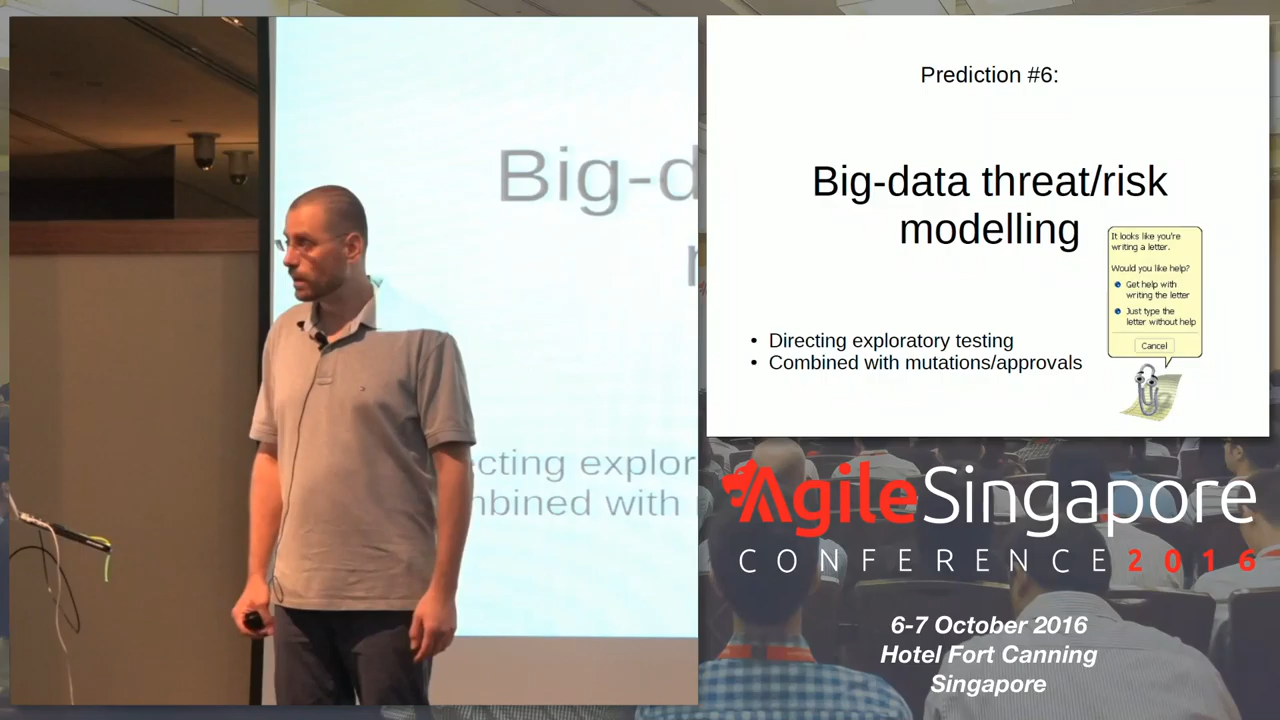 Big-d
cting explor
mbined with
Prediction #6:
Big-data threat/risk
modelling
It looks like you're
writing a letter.
Would you like help?
Get help with
writing the letter
Just type the
letter without help
Cancel
• Directing exploratory testing
• Combined with mutations/approvals
AgileSingapore
CONFERENCE 2016
6-7 October 2016
Hotel Fort Canning
Singapore